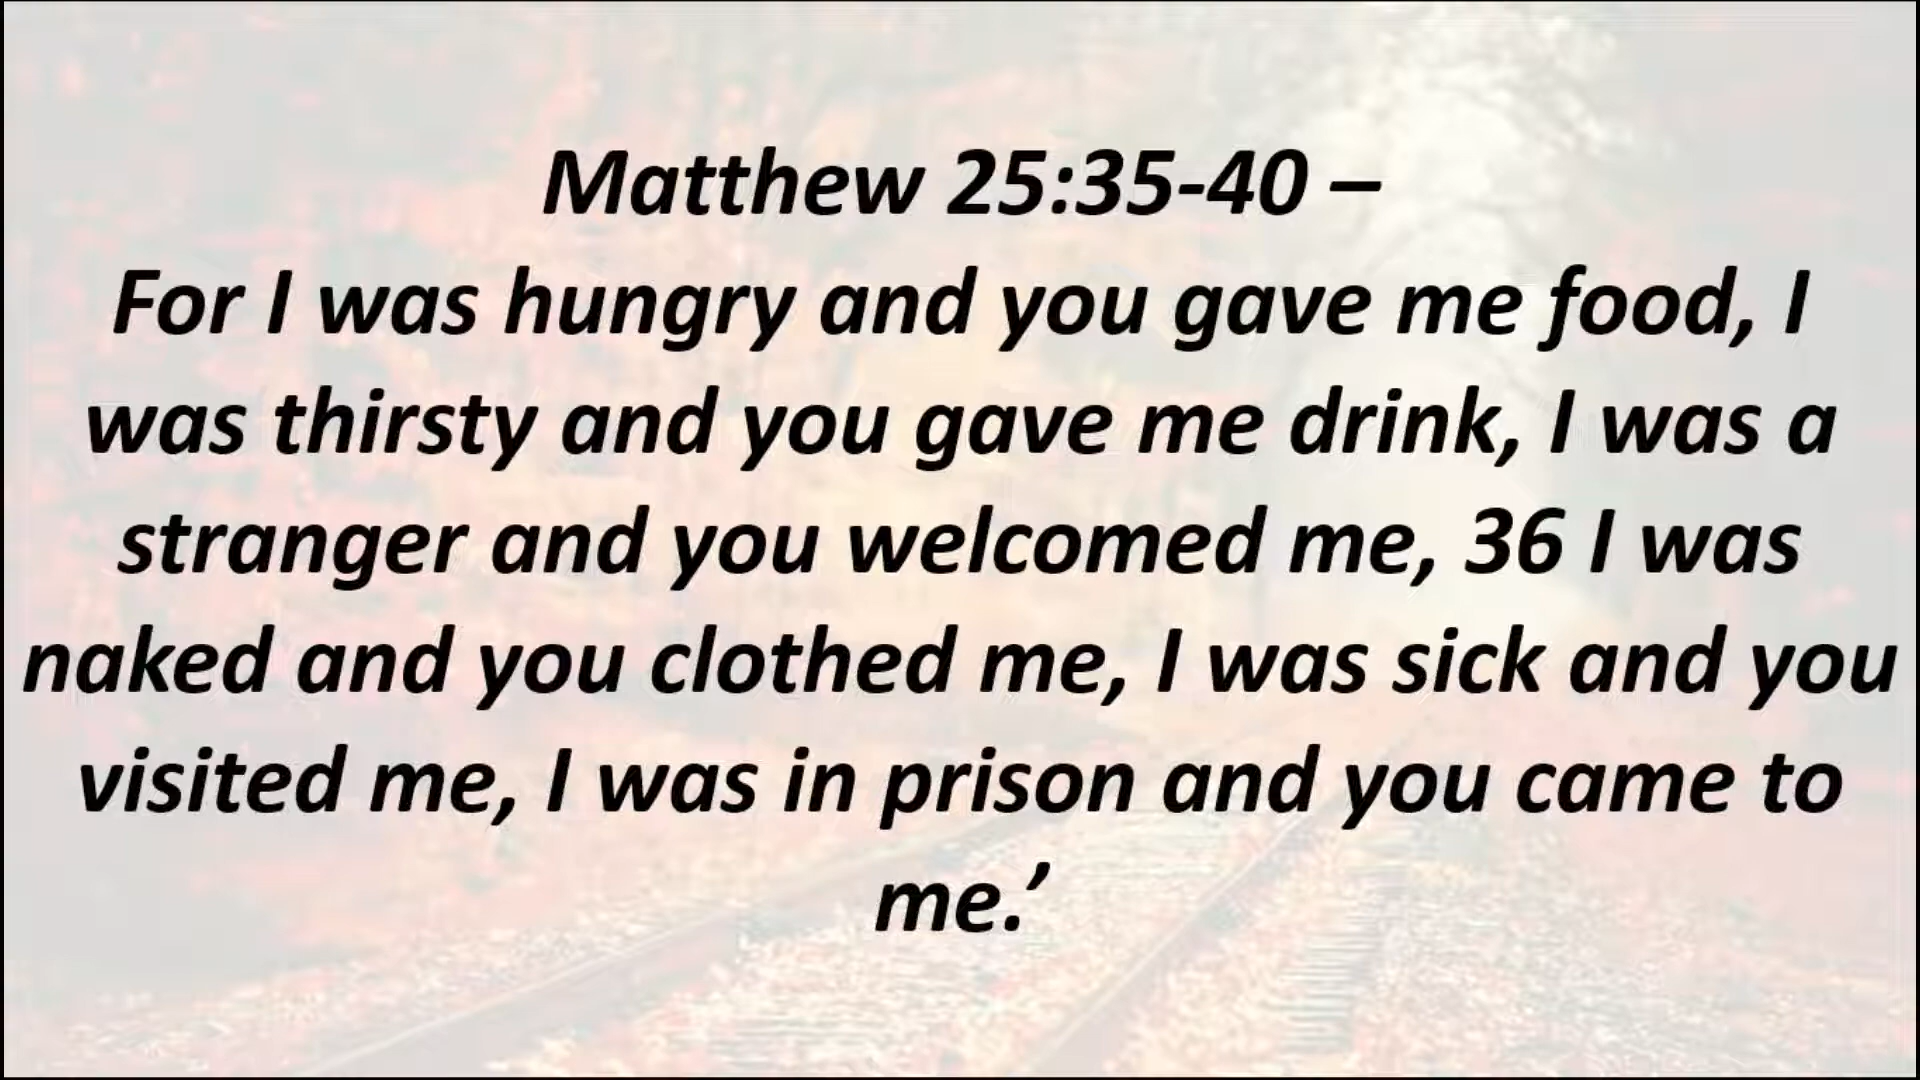 Matthew 25:35-40 –
For I was hungry and you gave me food, I
was thirsty and you gave me drink, I was a
stranger and you welcomed me, 36 I was
naked and you clothed me, I was sick and you
visited me, I was in prison and you came to
me.’